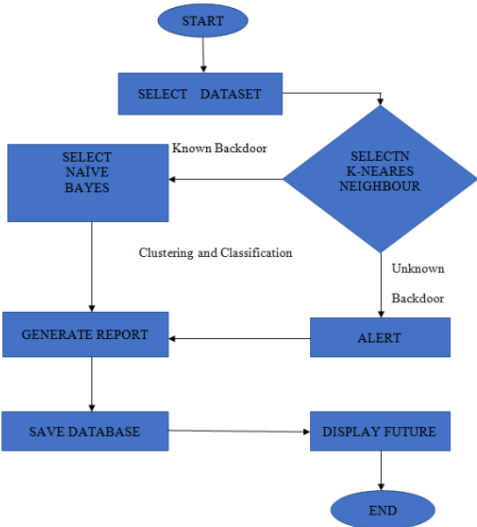 START
SELECT DATASET
Known Backdoor
SELECT
NAÏVE
BAYES
SELECTN
K-NEARES
NEIGHBOUR
Clustering and Classification
Unknown
Backdoor
GENERATE REPORT
ALERT
SAVE DATABASE
DISPLAY FUTURE
END